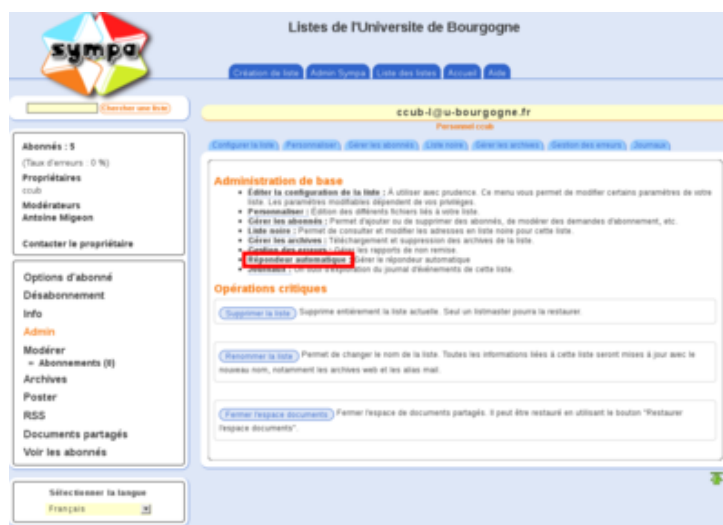 sympa
Listes de l'Universite de Bourgogne
Création de liste Admin Sympa Liste des listes Accueil Aide
Chercher une liste
ccub-l@u-bourgogne.fr
Personnel ccub
Configurer la liste Personnaliser Gérer les abonnés Liste noire Gérer les archives Gestion des erreurs Journaux
Abonnés : 5
(Taux d'erreurs : 0 %)
Propriétaires
ccub
Modérateurs
Antoine Migeon
Contacter le propriétaire
Options d'abonné
Désabonnement
Info
Admin
Modérer
Abonnements (0)
Archives
Poster
RSS
Documents partagés
Voir les abonnés
Sélectionner la langue
Français
Administration de base
Éditer la configuration de la liste : À utiliser avec prudence. Ce menu vous permet de modifier certains paramètres de votre
liste. Les paramètres modifiables dépendent de vos privilèges.
Personnaliser : Édition des différents fichiers liés à votre liste.
Gérer les abonnés : Permet d'ajouter ou de supprimer des abonnés, de modérer des demandes d'abonnement, etc.
Liste noire : Permet de consulter et modifier les adresses en liste noire pour cette liste.
Gérer les archives : Téléchargement et suppression des archives de la liste.
Gestion des erreurs : Gérer les rapports de non remise.
Répondeur automatique : Gérer le répondeur automatique
Journaux : Un outil d'exploration du journal d'événements de cette liste.
Opérations critiques
Supprimer la liste Supprime entièrement la liste actuelle. Seul un listmaster pourra la restaurer.
Renommer la liste Permet de changer le nom de la liste. Toutes les informations liées à cette liste seront mises à jour avec le
nouveau nom, notamment les archives web et les alias mail.
Fermer l'espace documents Fermer l'espace de documents partagés. Il peut être restauré en utilisant le bouton "Restaurer
l'espace documents".